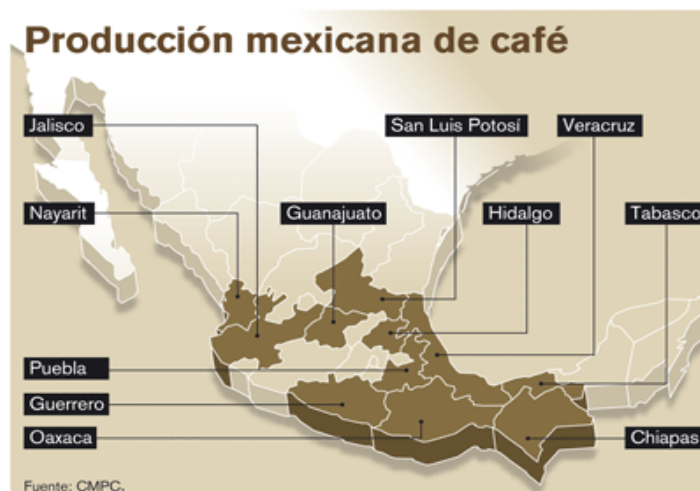 Producción mexicana de café
Jalisco
San Luis Potosí
Veracruz
Nayarit
Guanajuato
Hidalgo
Tabasco
Puebla
Guerrero
Oaxaca
Chiapas
Fuente: CMPC.